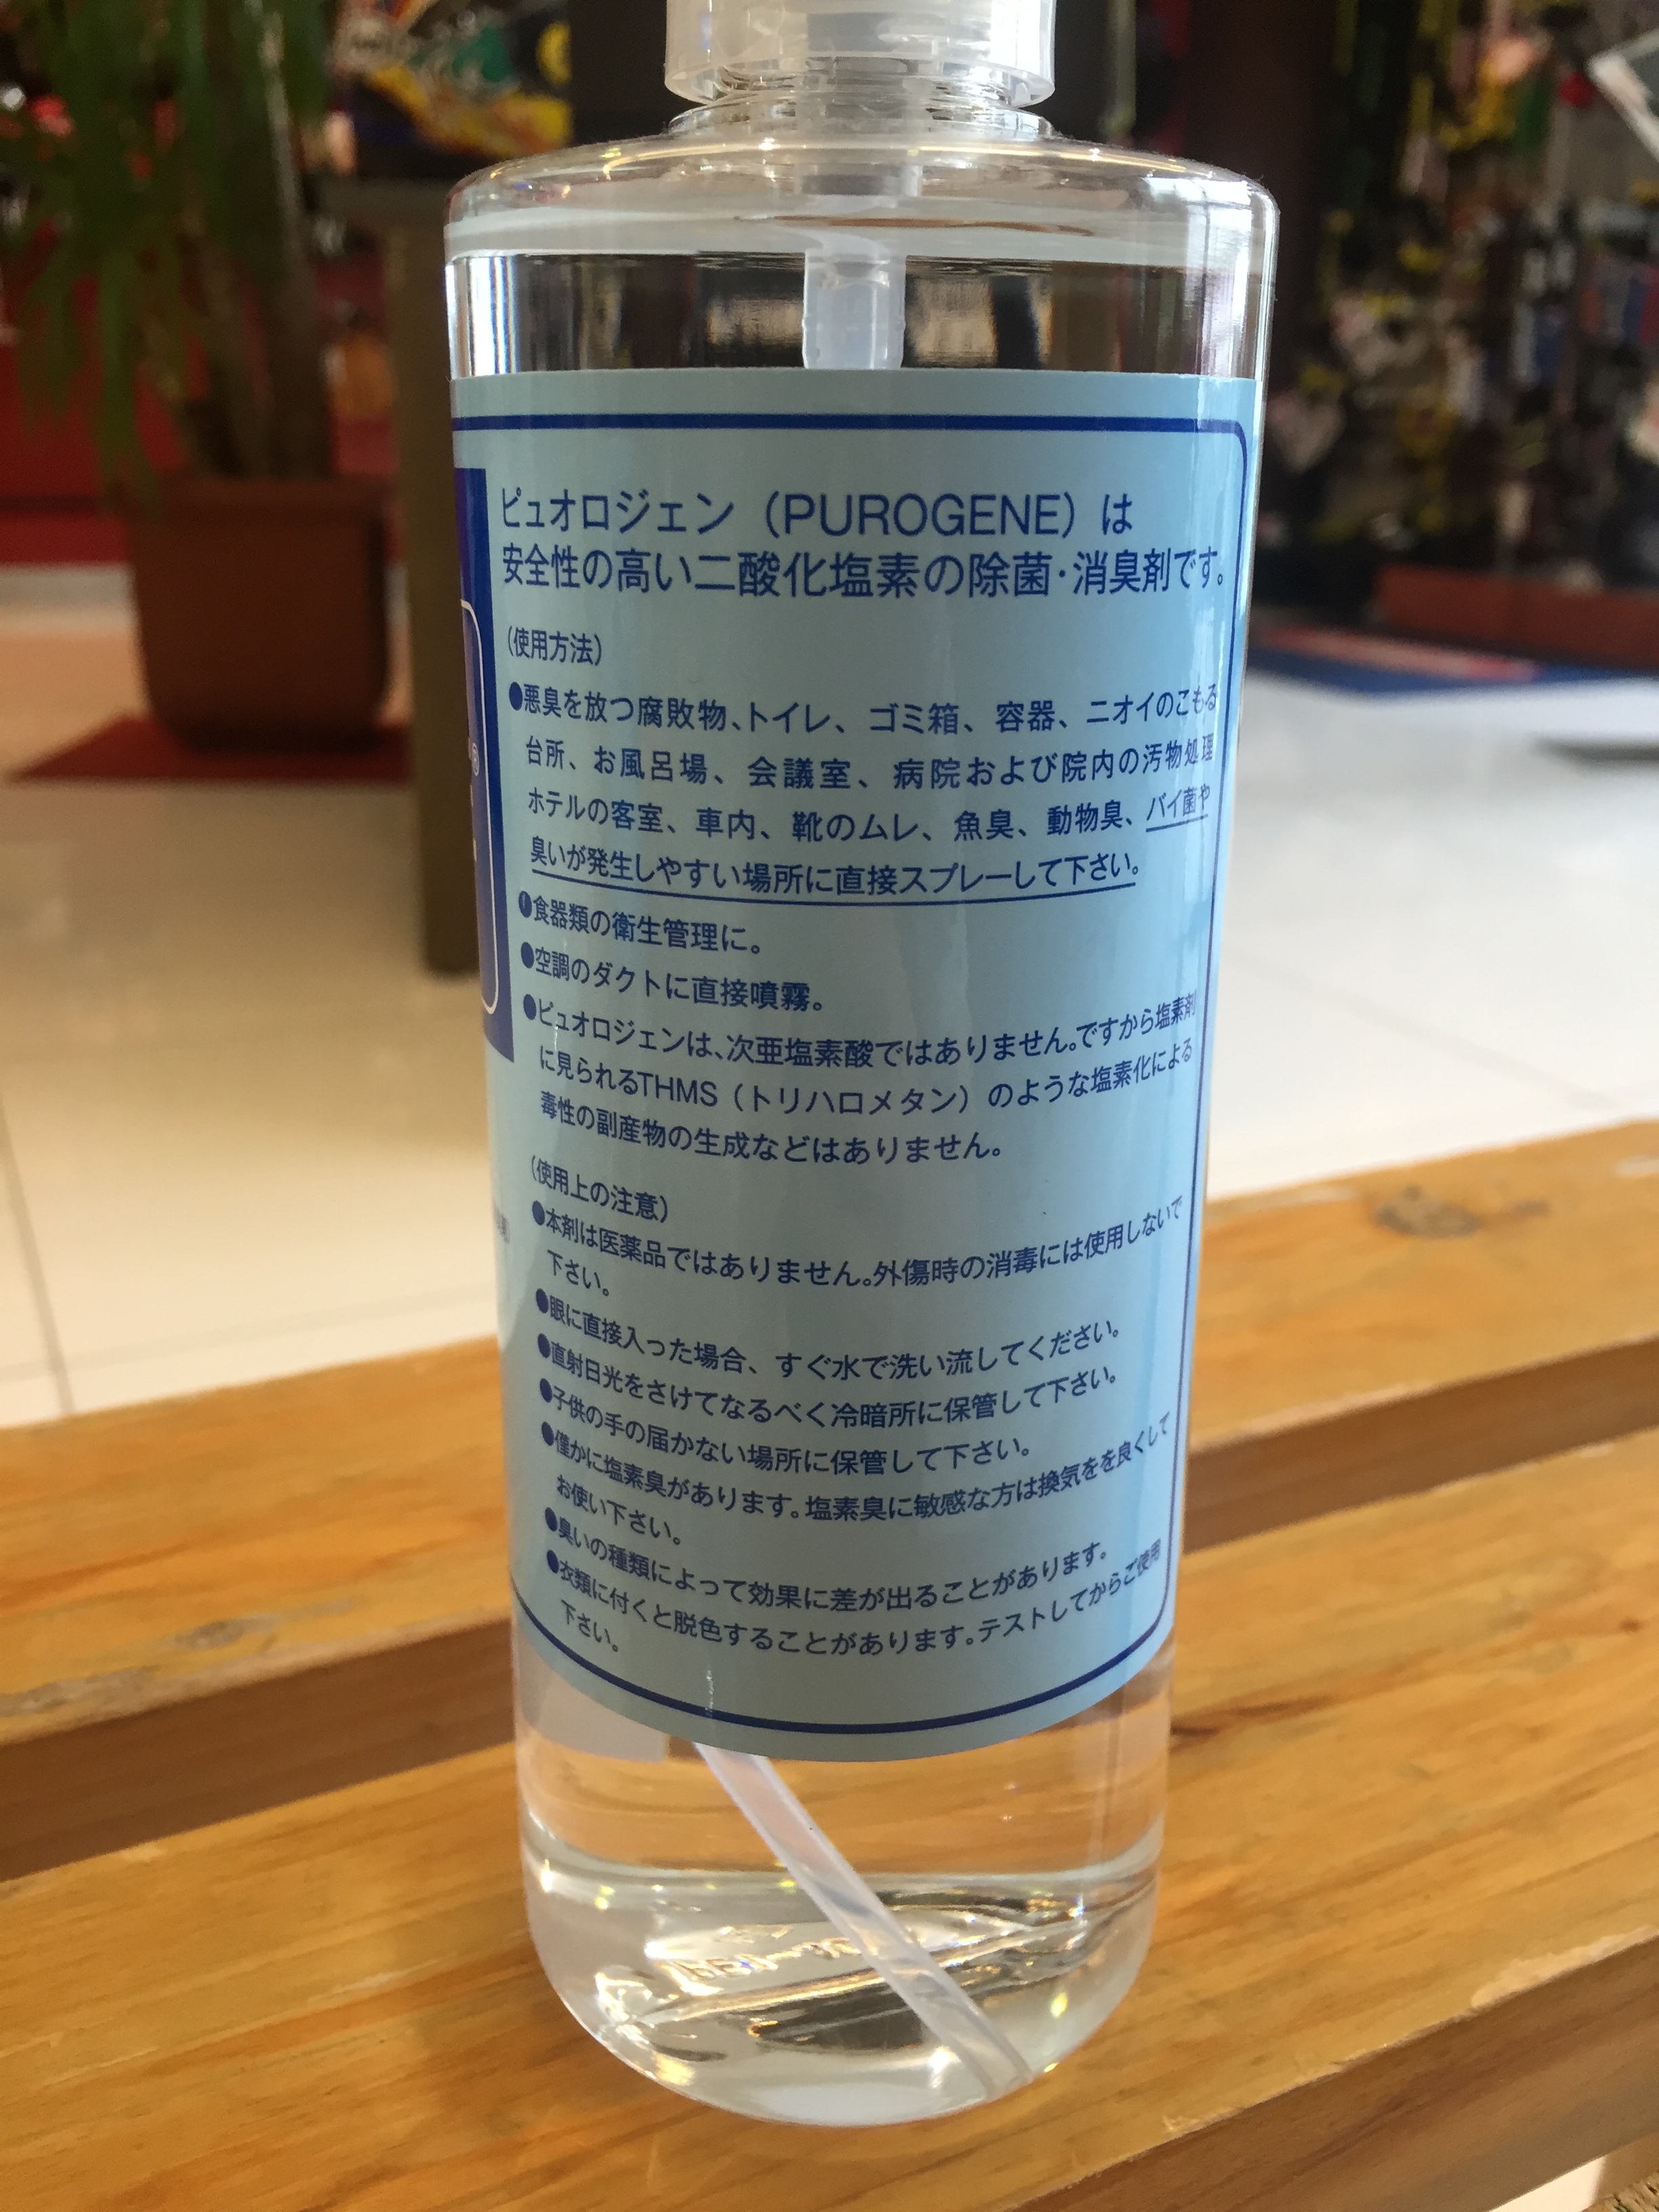 ピュオロジェン（PUROGENE）は
安全性の高い二酸化塩素の除菌・消臭剤です。
（使用方法）
●悪臭を放つ腐敗物、トイレ、ゴミ箱、容器、ニオイのこもる
台所、お風呂場、会議室、病院および院内の汚物処理
ホテルの客室、車内、靴のムレ、魚臭、動物臭、バイ菌や
臭いが発生しやすい場所に直接スプレーして下さい。
●食器類の衛生管理に。
●空調のダクトに直接噴霧。
●ピュオロジェンは、次亜塩素酸ではありません。ですから塩素剤
に見られるTHMS（トリハロメタン）のような塩素化による
毒性の副産物の生成などはありません。
（使用上の注意）
●本剤は医薬品ではありません。外傷時の消毒には使用しないで
下さい。
●眼に直接入った場合、すぐ水で洗い流してください。
●直射日光をさけてなるべく冷暗所に保管して下さい。
●子供の手の届かない場所に保管して下さい。
●僅かに塩素臭があります。塩素臭に敏感な方は換気をを良くして
お使い下さい。
●臭いの種類によって効果に差が出ることがあります。
●衣類に付くと脱色することがあります。テストしてからご使用
下さい。